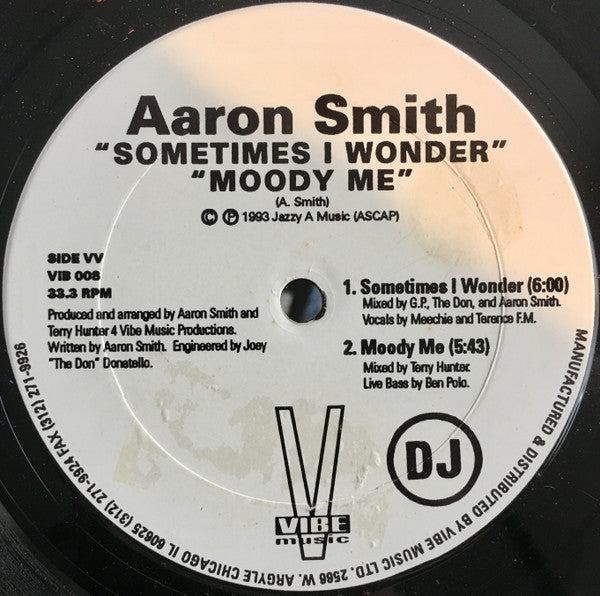 Aaron Smith
"SOMETIMES I WONDER"
"MOODY ME"
(A. Smith)
© ℗ 1993 Jazzy A Music (ASCAP)
SIDE VV
VIB 008
33.3 RPM
Produced and arranged by Aaron Smith and
Terry Hunter 4 Vibe Music Productions.
Written by Aaron Smith. Engineered by Joey
"The Don" Donatello.
1. Sometimes I Wonder (6:00)
Mixed by G.P., The Don, and Aaron Smith.
Vocals by Meechie and Terence F.M.
2. Moody Me (5:43)
Mixed by Terry Hunter.
Live Bass by Ben Polo.
V
VIBE
music
DJ
MANUFACTURED & DISTRIBUTED BY VIBE MUSIC LTD. 2566 W. ARGYLE CHICAGO IL 60625 (312) 271-9924 FAX (312) 271-9926